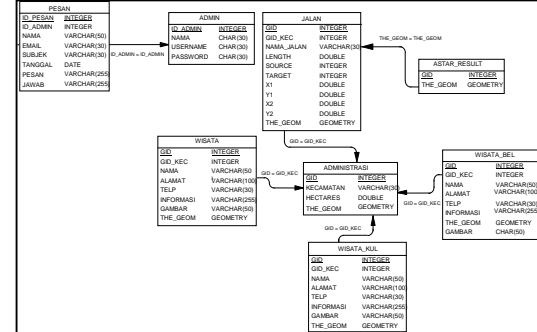 PESAN
ID_PESAN INTEGER
ID_ADMIN INTEGER
NAMA VARCHAR(50)
EMAIL VARCHAR(30)
SUBJEK VARCHAR(30)
TANGGAL DATE
PESAN VARCHAR(255)
JAWAB VARCHAR(255)
ID_ADMIN = ID_ADMIN
ADMIN
ID_ADMIN INTEGER
NAMA CHAR(30)
USERNAME CHAR(30)
PASSWORD CHAR(30)
JALAN
GID INTEGER
GID_KEC INTEGER
NAMA_JALAN VARCHAR(30)
LENGTH DOUBLE
SOURCE INTEGER
TARGET INTEGER
X1 DOUBLE
Y1 DOUBLE
X2 DOUBLE
Y2 DOUBLE
THE_GEOM GEOMETRY
THE_GEOM = THE_GEOM
ASTAR_RESULT
GID INTEGER
THE_GEOM GEOMETRY
GID = GID_KEC
WISATA
GID INTEGER
GID_KEC INTEGER
NAMA VARCHAR(50
ALAMAT VARCHAR(100)
TELP VARCHAR(30)
INFORMASI VARCHAR(255)
GAMBAR VARCHAR(50)
THE_GEOM GEOMETRY
GID = GID_KEC
ADMINISTRASI
GID INTEGER
KECAMATAN VARCHAR(30)
HECTARES DOUBLE
THE_GEOM GEOMETRY
GID = GID_KEC
WISATA_BEL
GID INTEGER
GID_KEC INTEGER
NAMA VARCHAR(50)
ALAMAT VARCHAR(100)
TELP VARCHAR(30)
INFORMASI VARCHAR(255)
THE_GEOM GEOMETRY
GAMBAR CHAR(50)
GID = GID_KEC
WISATA_KUL
GID INTEGER
GID_KEC INTEGER
NAMA VARCHAR(50)
ALAMAT VARCHAR(100)
TELP VARCHAR(30)
INFORMASI VARCHAR(255)
GAMBAR VARCHAR(50)
THE_GEOM GEOMETRY